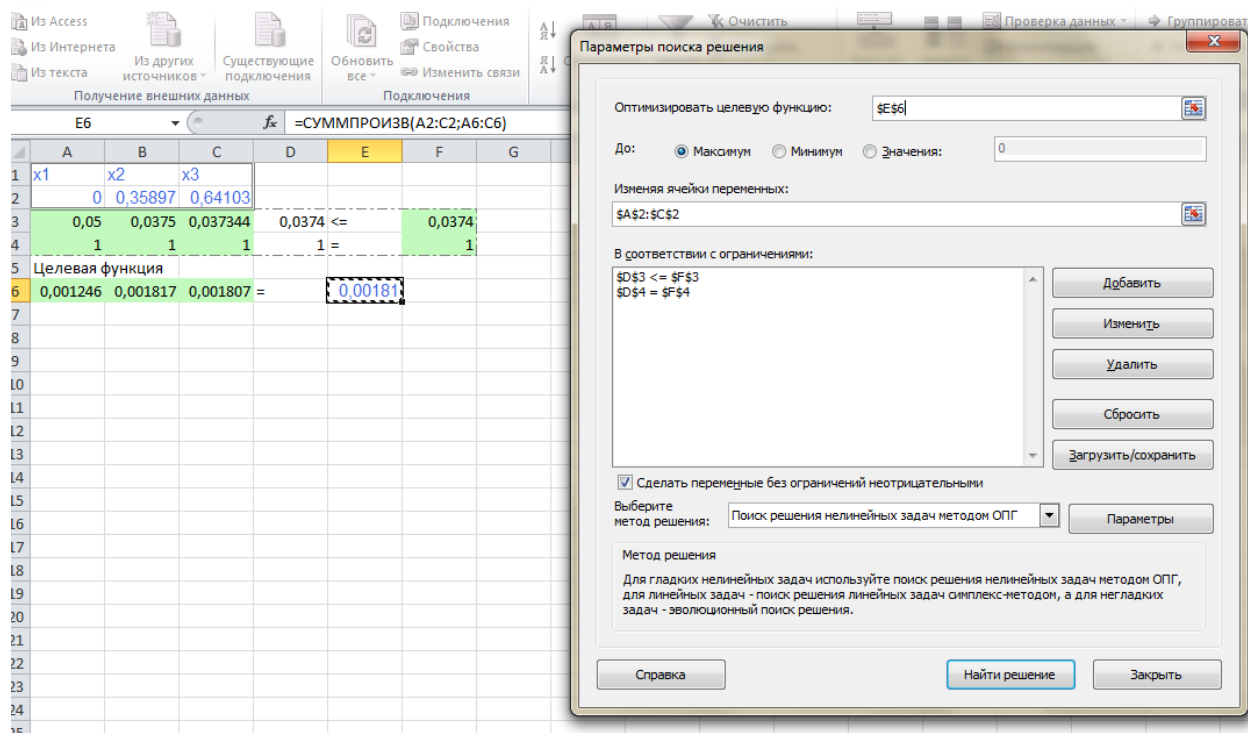 Из Access
Из Интернета
Из текста
Из других источников
Существующие подключения
Получение внешних данных
Обновить все
Подключения
Свойства
Изменить связи
Подключения
Очистить
Проверка данных
Группироват
E6 fx =СУММПРОИЗВ(A2:C2;A6:C6)
A B C D E F G
1 x1 x2 x3
2 0 0,35897 0,64103
3 0,05 0,0375 0,037344 0,0374 <= 0,0374
4 1 1 1 1 = 1
5 Целевая функция
6 0,001246 0,001817 0,001807 = 0,00181
7
8
9
10
11
12
13
14
15
16
17
18
19
20
21
22
23
24
25
Параметры поиска решения
Оптимизировать целевую функцию: $E$6
До: Максимум Минимум Значения: 0
Изменяя ячейки переменных:
$A$2:$C$2
В соответствии с ограничениями:
$D$3 <= $F$3
$D$4 = $F$4
Добавить
Изменить
Удалить
Сбросить
Загрузить/сохранить
Сделать переменные без ограничений неотрицательными
Выберите
метод решения: Поиск решения нелинейных задач методом ОПГ
Параметры
Метод решения
Для гладких нелинейных задач используйте поиск решения нелинейных задач методом ОПГ,
для линейных задач - поиск решения линейных задач симплекс-методом, а для негладких
задач - эволюционный поиск решения.
Справка Найти решение Закрыть